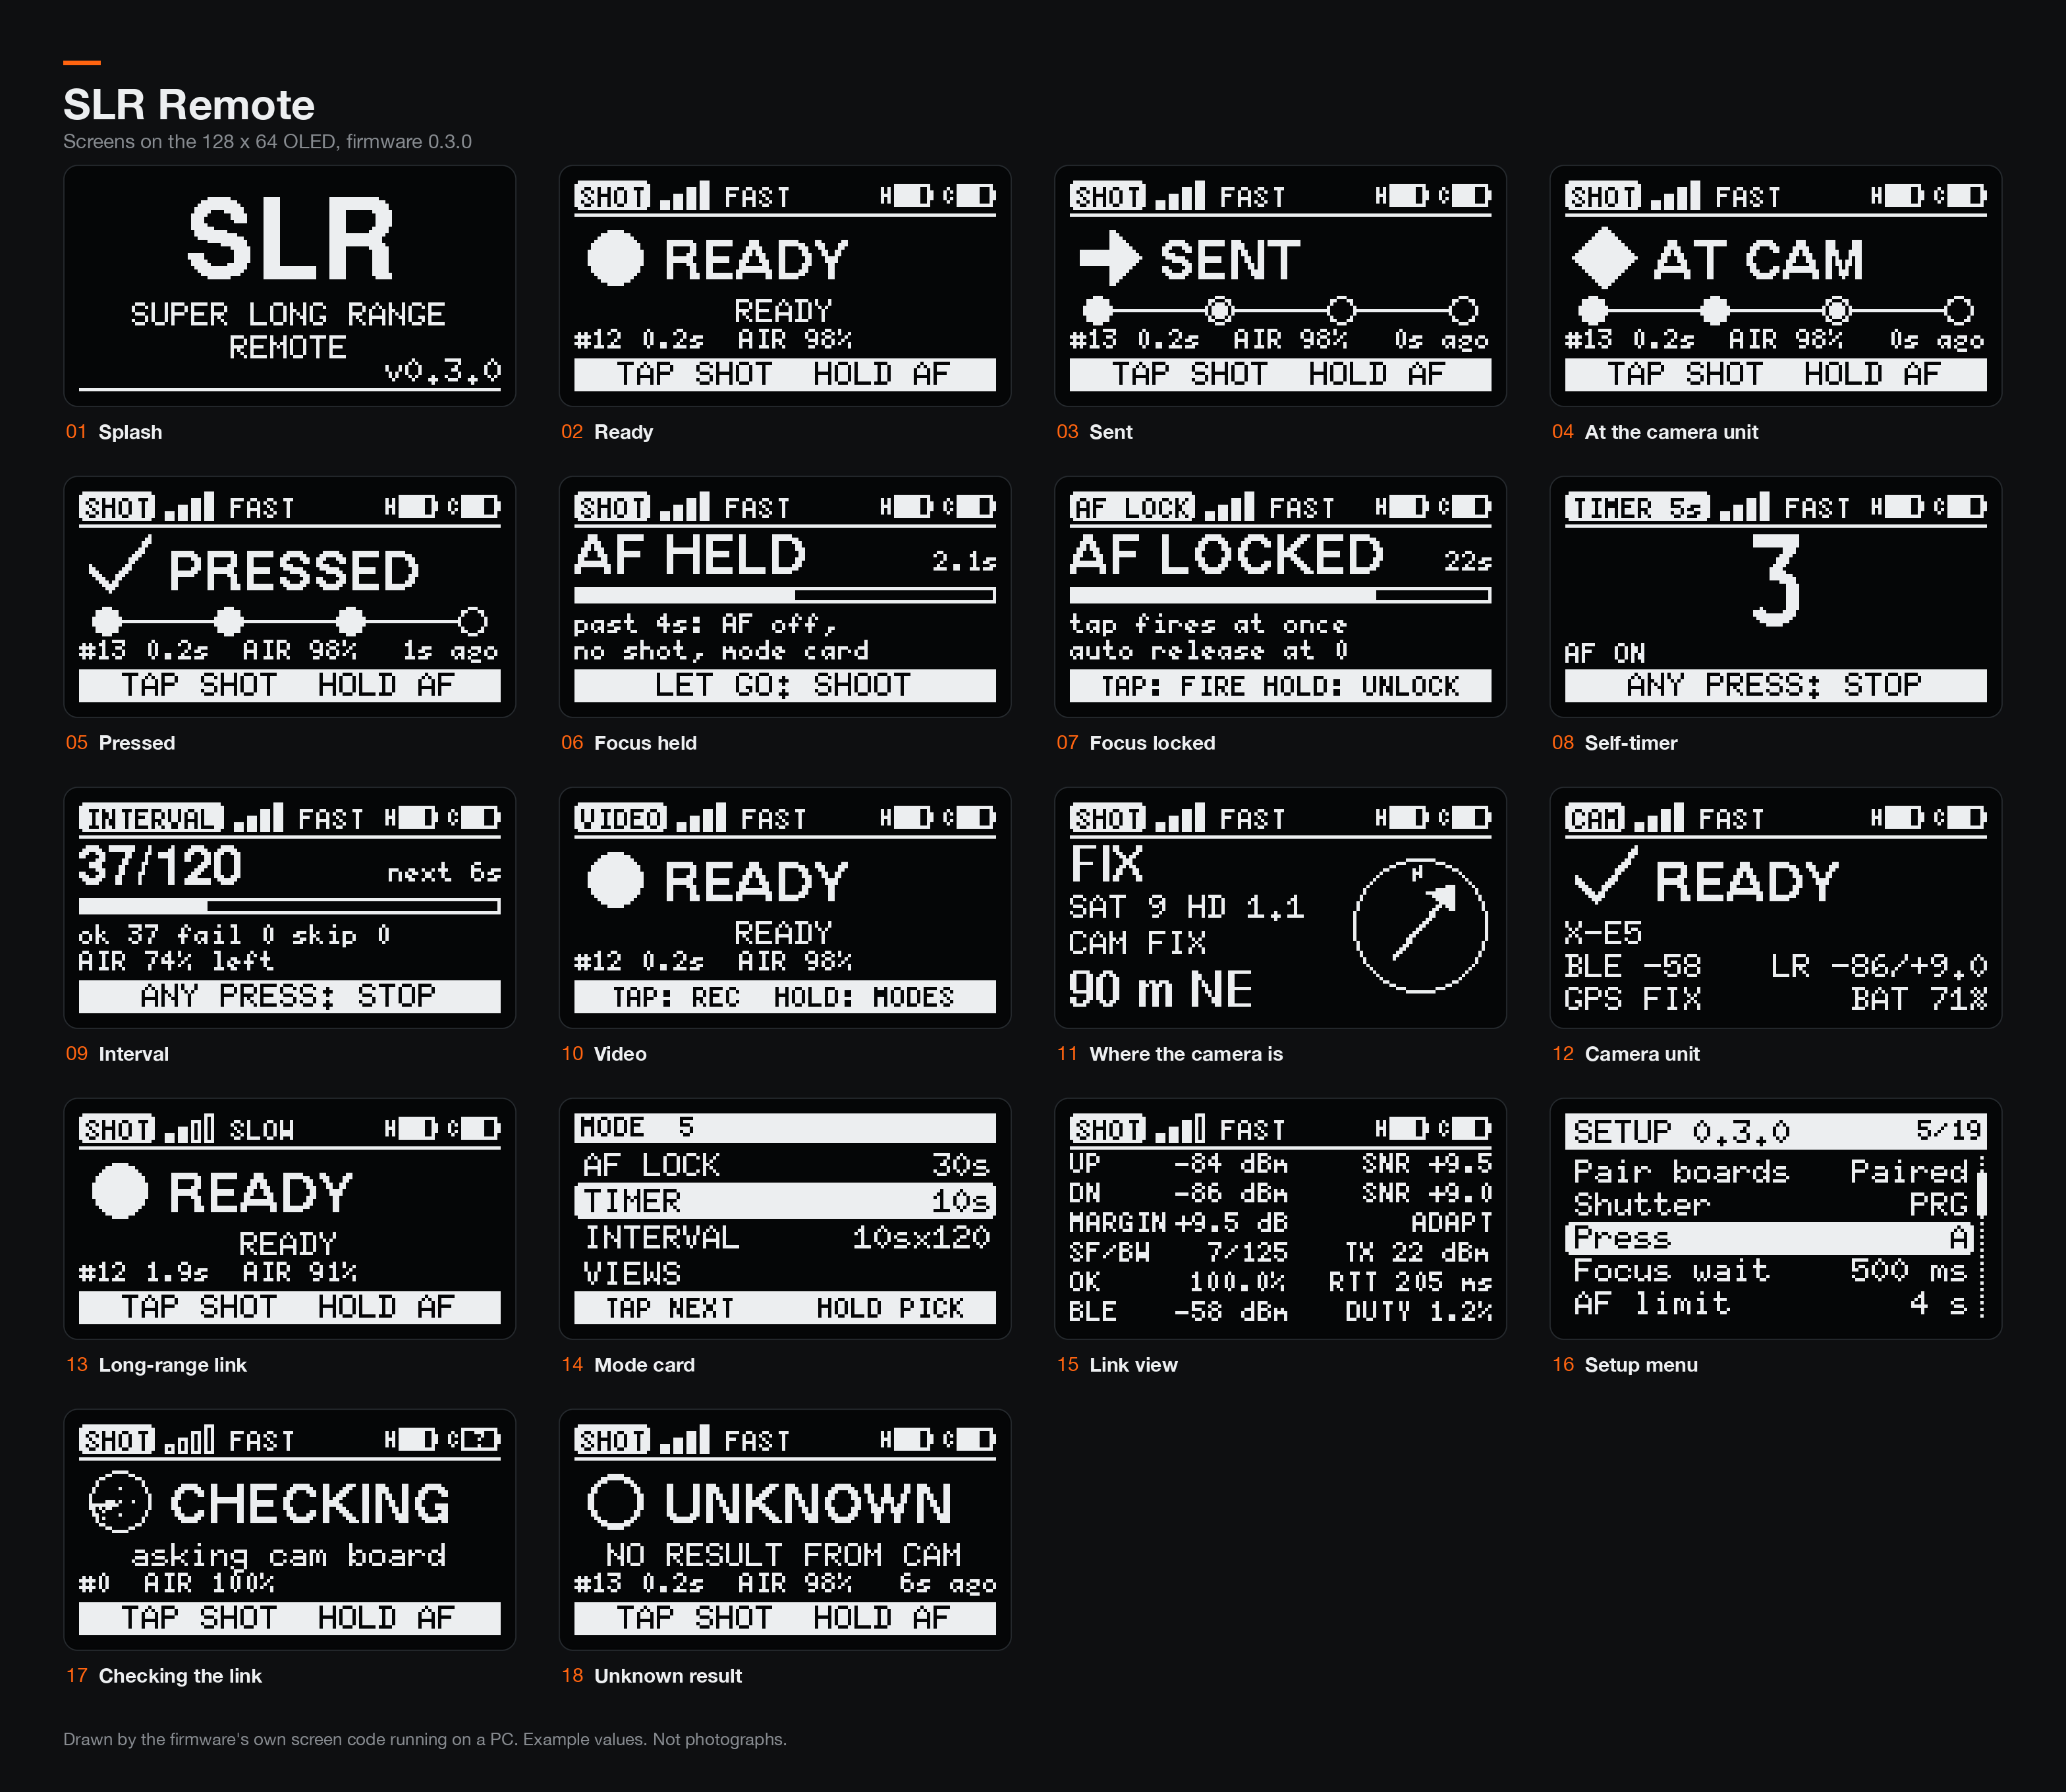 SLR Remote
Screens on the 128 x 64 OLED, firmware 0.3.0
SLR
SUPER LONG RANGE
REMOTE
v0.3.0
01 Splash
SHOT FAST H C
READY
READY
#12 0.2s AIR 98%
TAP SHOT HOLD AF
02 Ready
SHOT FAST H C
SENT
#13 0.2s AIR 98% 0s ago
TAP SHOT HOLD AF
03 Sent
SHOT FAST H C
AT CAM
#13 0.2s AIR 98% 0s ago
TAP SHOT HOLD AF
04 At the camera unit
SHOT FAST H C
PRESSED
#13 0.2s AIR 98% 1s ago
TAP SHOT HOLD AF
05 Pressed
SHOT FAST H C
AF HELD 2.1s
past 4s: AF off,
no shot, mode card
LET GO: SHOOT
06 Focus held
AF LOCK FAST H C
AF LOCKED 22s
tap fires at once
auto release at 0
TAP: FIRE HOLD: UNLOCK
07 Focus locked
TIMER 5s FAST H C
3
AF ON
ANY PRESS: STOP
08 Self-timer
INTERVAL FAST H C
37/120 next 6s
ok 37 fail 0 skip 0
AIR 74% left
ANY PRESS: STOP
09 Interval
VIDEO FAST H C
READY
READY
#12 0.2s AIR 98%
TAP: REC HOLD: MODES
10 Video
SHOT FAST H C
FIX
N
SAT 9 HD 1.1
CAM FIX
90 m NE
11 Where the camera is
CAM FAST H C
READY
X-E5
BLE -58 LR -86/+9.0
GPS FIX BAT 71%
12 Camera unit
SHOT SLOW H C
READY
READY
#12 1.9s AIR 91%
TAP SHOT HOLD AF
13 Long-range link
MODE 5
AF LOCK 30s
TIMER 10s
INTERVAL 10sx120
VIEWS
TAP NEXT HOLD PICK
14 Mode card
SHOT FAST H C
UP -84 dBm SNR +9.5
DN -86 dBm SNR +9.0
MARGIN +9.5 dB ADAPT
SF/BW 7/125 TX 22 dBm
OK 100.0% RTT 205 ms
BLE -58 dBm DUTY 1.2%
15 Link view
SETUP 0.3.0 5/19
Pair boards Paired
Shutter PRG
Press A
Focus wait 500 ms
AF limit 4 s
16 Setup menu
SHOT FAST H C ?
CHECKING
asking cam board
#0 AIR 100%
TAP SHOT HOLD AF
17 Checking the link
SHOT FAST H C
UNKNOWN
NO RESULT FROM CAM
#13 0.2s AIR 98% 6s ago
TAP SHOT HOLD AF
18 Unknown result
Drawn by the firmware's own screen code running on a PC. Example values. Not photographs.